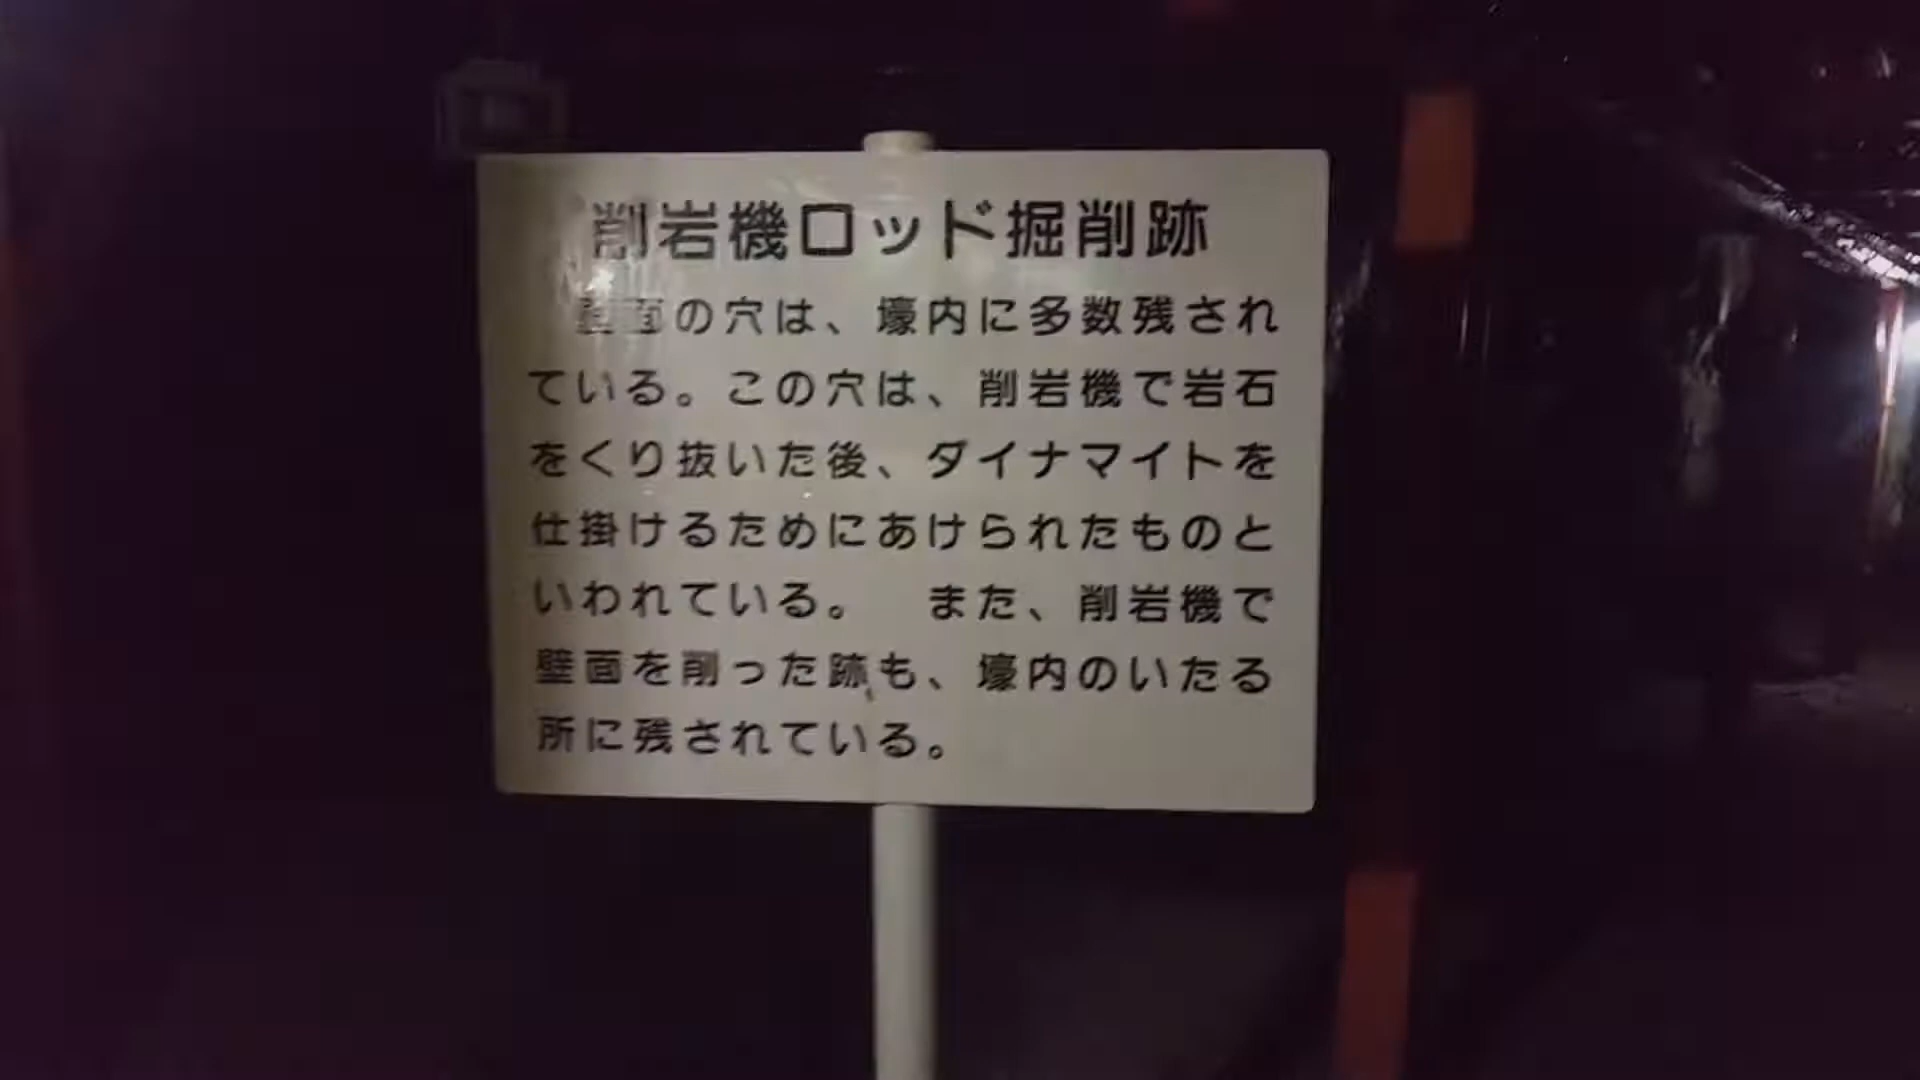 削岩機ロッド掘削跡
壁面の穴は、壕内に多数残され
ている。この穴は、削岩機で岩石
をくり抜いた後、ダイナマイトを
仕掛けるためにあけられたものと
いわれている。　また、削岩機で
壁面を削った跡も、壕内のいたる
所に残されている。